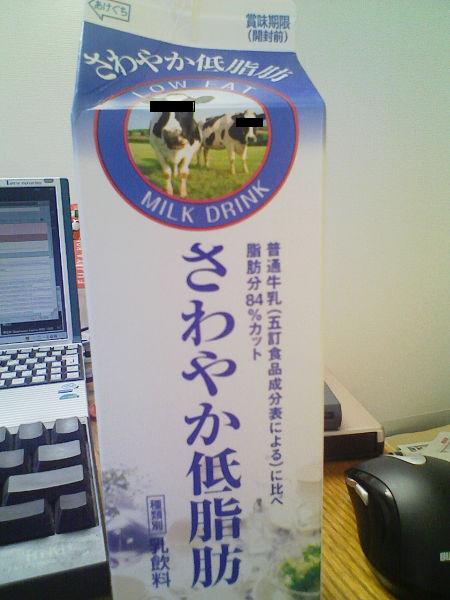 あけぐち
賞味期限
(開封前)
さわやか低脂肪
LOW FAT
MILK DRINK
普通牛乳(五訂食品成分表による)に比べ
脂肪分84%カット
さわやか低脂肪
種類別 乳飲料